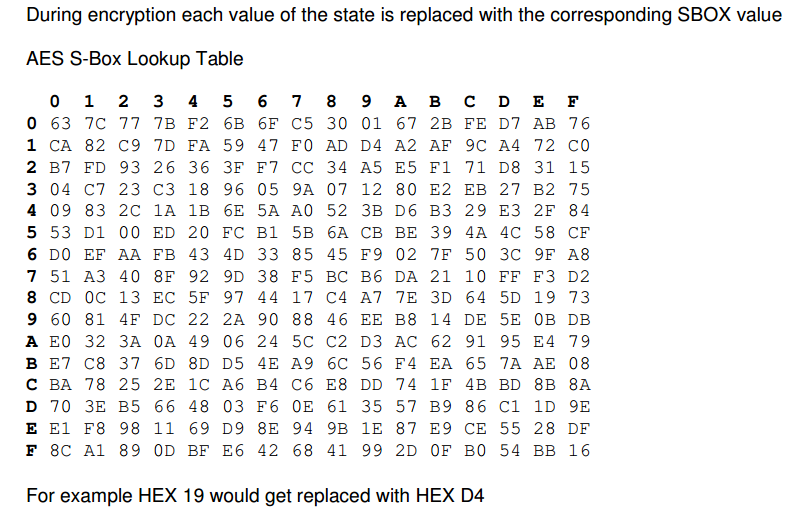 During encryption each value of the state is replaced with the corresponding SBOX value
AES S-Box Lookup Table
0 1 2 3 4 5 6 7 8 9 A B C D E F
0 63 7C 77 7B F2 6B 6F C5 30 01 67 2B FE D7 AB 76
1 CA 82 C9 7D FA 59 47 F0 AD D4 A2 AF 9C A4 72 C0
2 B7 FD 93 26 36 3F F7 CC 34 A5 E5 F1 71 D8 31 15
3 04 C7 23 C3 18 96 05 9A 07 12 80 E2 EB 27 B2 75
4 09 83 2C 1A 1B 6E 5A A0 52 3B D6 B3 29 E3 2F 84
5 53 D1 00 ED 20 FC B1 5B 6A CB BE 39 4A 4C 58 CF
6 D0 EF AA FB 43 4D 33 85 45 F9 02 7F 50 3C 9F A8
7 51 A3 40 8F 92 9D 38 F5 BC B6 DA 21 10 FF F3 D2
8 CD 0C 13 EC 5F 97 44 17 C4 A7 7E 3D 64 5D 19 73
9 60 81 4F DC 22 2A 90 88 46 EE B8 14 DE 5E 0B DB
A E0 32 3A 0A 49 06 24 5C C2 D3 AC 62 91 95 E4 79
B E7 C8 37 6D 8D D5 4E A9 6C 56 F4 EA 65 7A AE 08
C BA 78 25 2E 1C A6 B4 C6 E8 DD 74 1F 4B BD 8B 8A
D 70 3E B5 66 48 03 F6 0E 61 35 57 B9 86 C1 1D 9E
E E1 F8 98 11 69 D9 8E 94 9B 1E 87 E9 CE 55 28 DF
F 8C A1 89 0D BF E6 42 68 41 99 2D 0F B0 54 BB 16
For example HEX 19 would get replaced with HEX D4